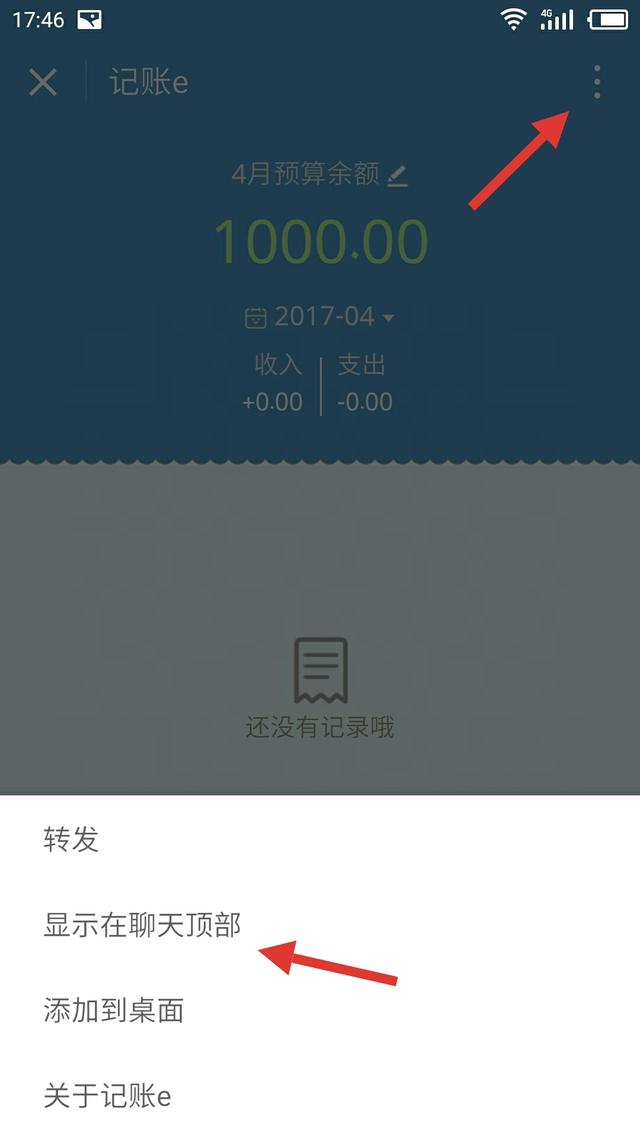 17:46 4G
记账e
4月预算余额
1000.00
2017-04
收入 支出
+0.00 -0.00
还没有记录哦
转发
显示在聊天顶部
添加到桌面
关于记账e